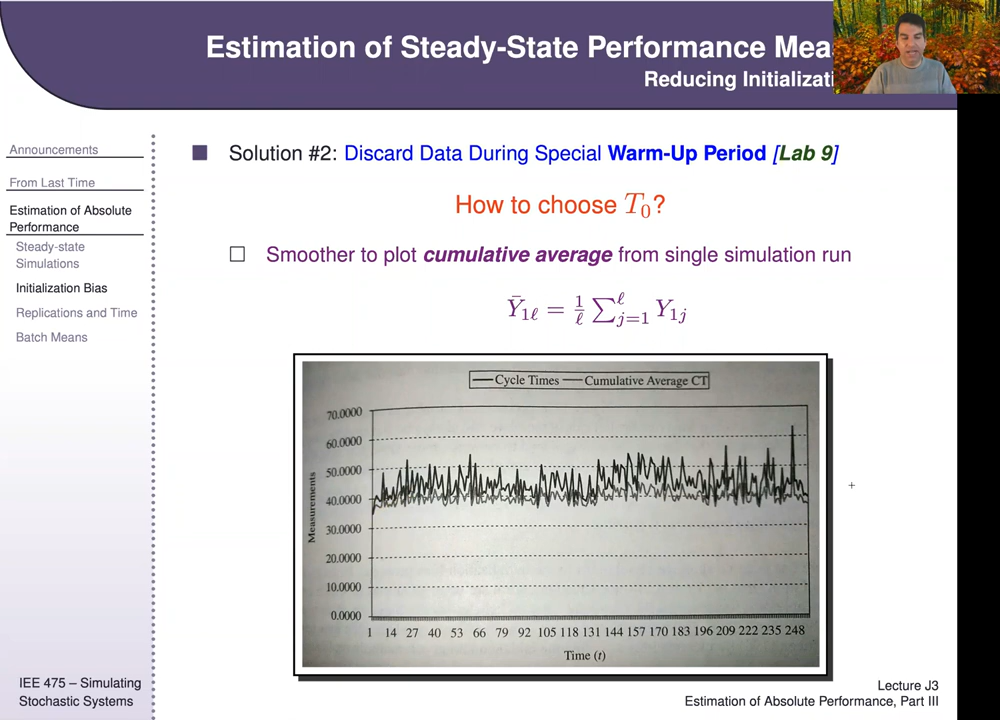 Estimation of Steady-State Performance Mea
Reducing Initializati
Announcements
From Last Time
Estimation of Absolute
Performance
Steady-state
Simulations
Initialization Bias
Replications and Time
Batch Means
Solution #2: Discard Data During Special Warm-Up Period [Lab 9]
How to choose T₀?
Smoother to plot cumulative average from single simulation run
Ȳ₁ℓ = 1/ℓ ∑ℓj=1 Y₁j
Cycle Times Cumulative Average CT
70.0000
60.0000
50.0000
40.0000
30.0000
20.0000
10.0000
0.0000
Measurements
1 14 27 40 53 66 79 92 105 118 131 144 157 170 183 196 209 222 235 248
Time (t)
IEE 475 – Simulating
Stochastic Systems
Lecture J3
Estimation of Absolute Performance, Part III